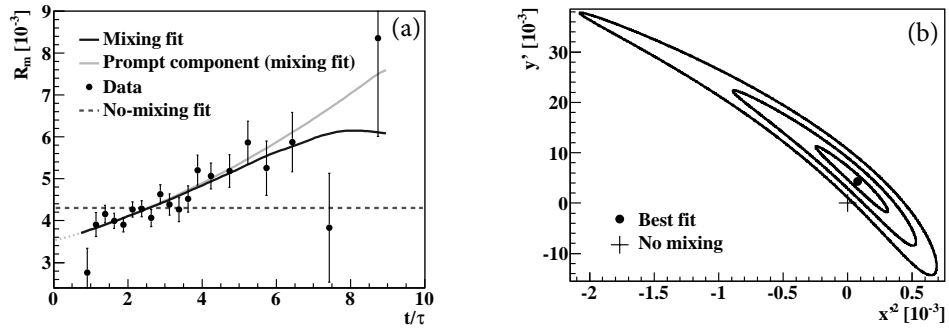 (a)
R_m [10^-3]
9
8
7
6
5
4
3
Mixing fit
Prompt component (mixing fit)
Data
No-mixing fit
0 2 4 6 8 10
t/τ
(b)
y' [10^-3]
30
20
10
0
-10
Best fit
No mixing
-2 -1.5 -1 -0.5 0 0.5
x'^2 [10^-3]